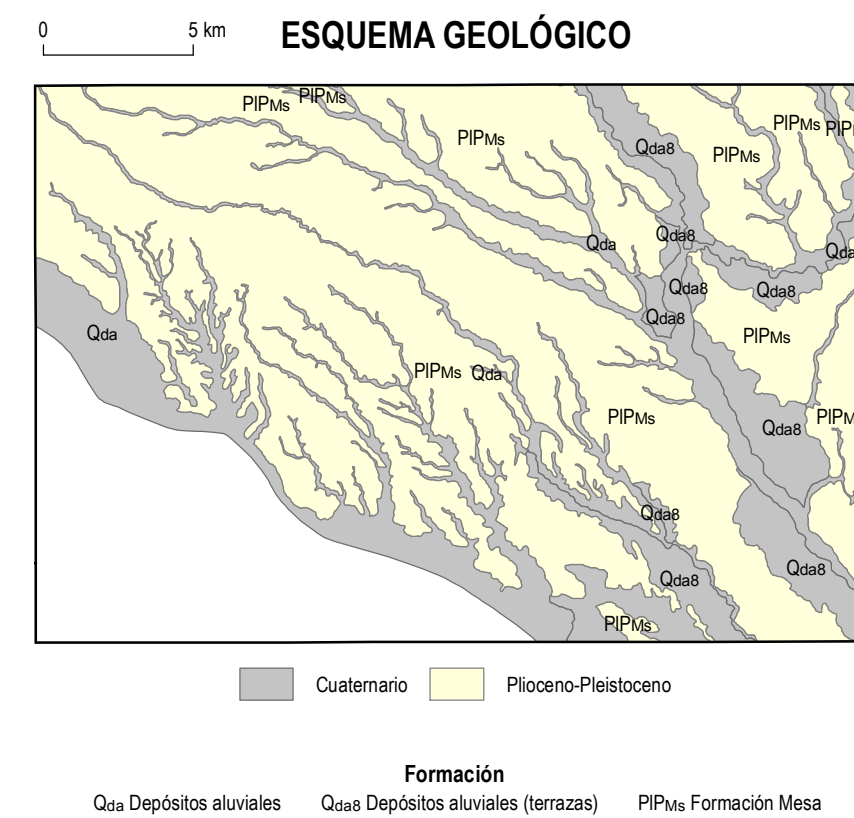 0 5 km ESQUEMA GEOLÓGICO
PlPMs PlPMs
PlPMs
Qda8
PlPMs
PlPMs
Qda
Qda8
Qda
Qda8
Qda8
Qda8
Qda
PlPMs
PlPMs Qda
PlPMs
Qda8
Qda8
Qda8
Qda8
PlPMs
Cuaternario Plioceno-Pleistoceno
Formación
Qda Depósitos aluviales Qda8 Depósitos aluviales (terrazas) PlPMs Formación Mesa